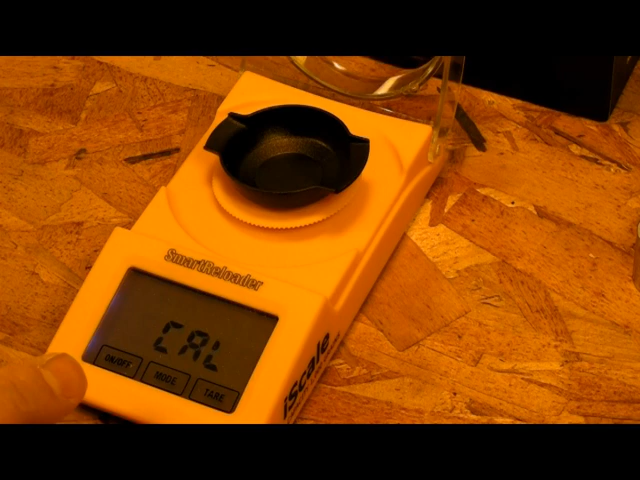 SmartReloader
CAL
ON/OFF
MODE
TARE
iScale